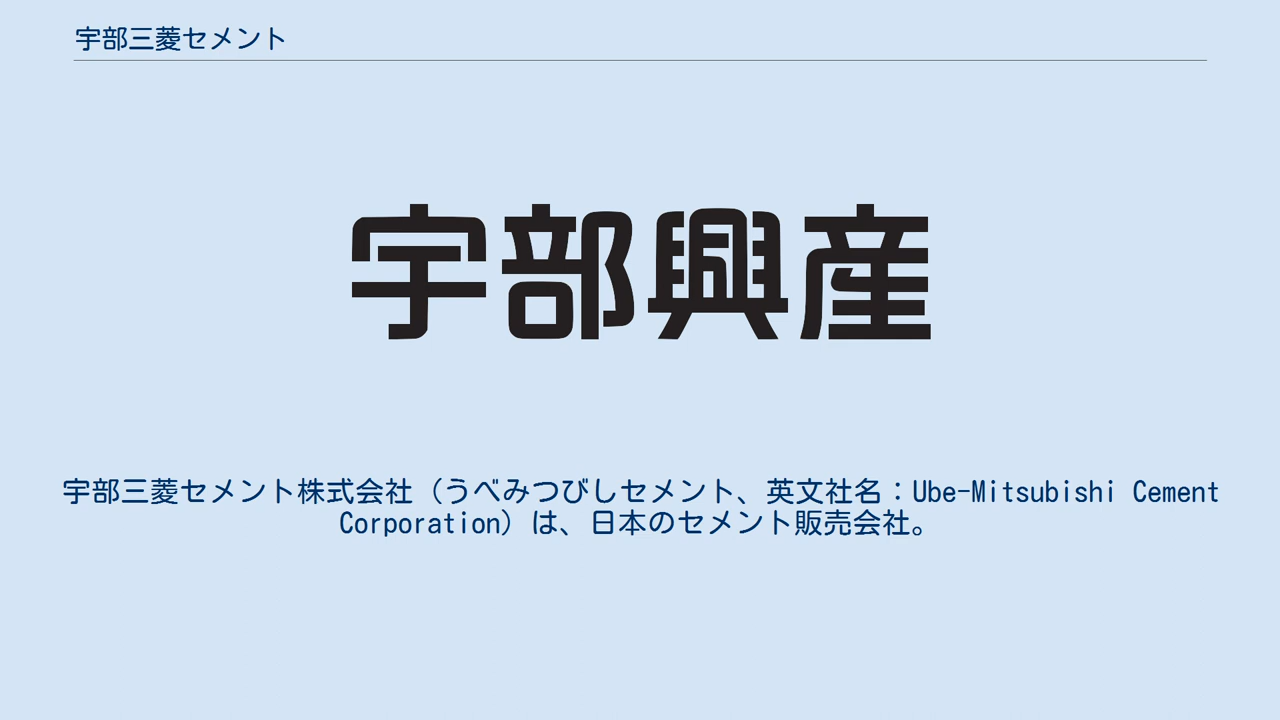 宇部三菱セメント
宇部興産
宇部三菱セメント株式会社（うべみつびしセメント、英文社名：Ube-Mitsubishi Cement
Corporation）は、日本のセメント販売会社。